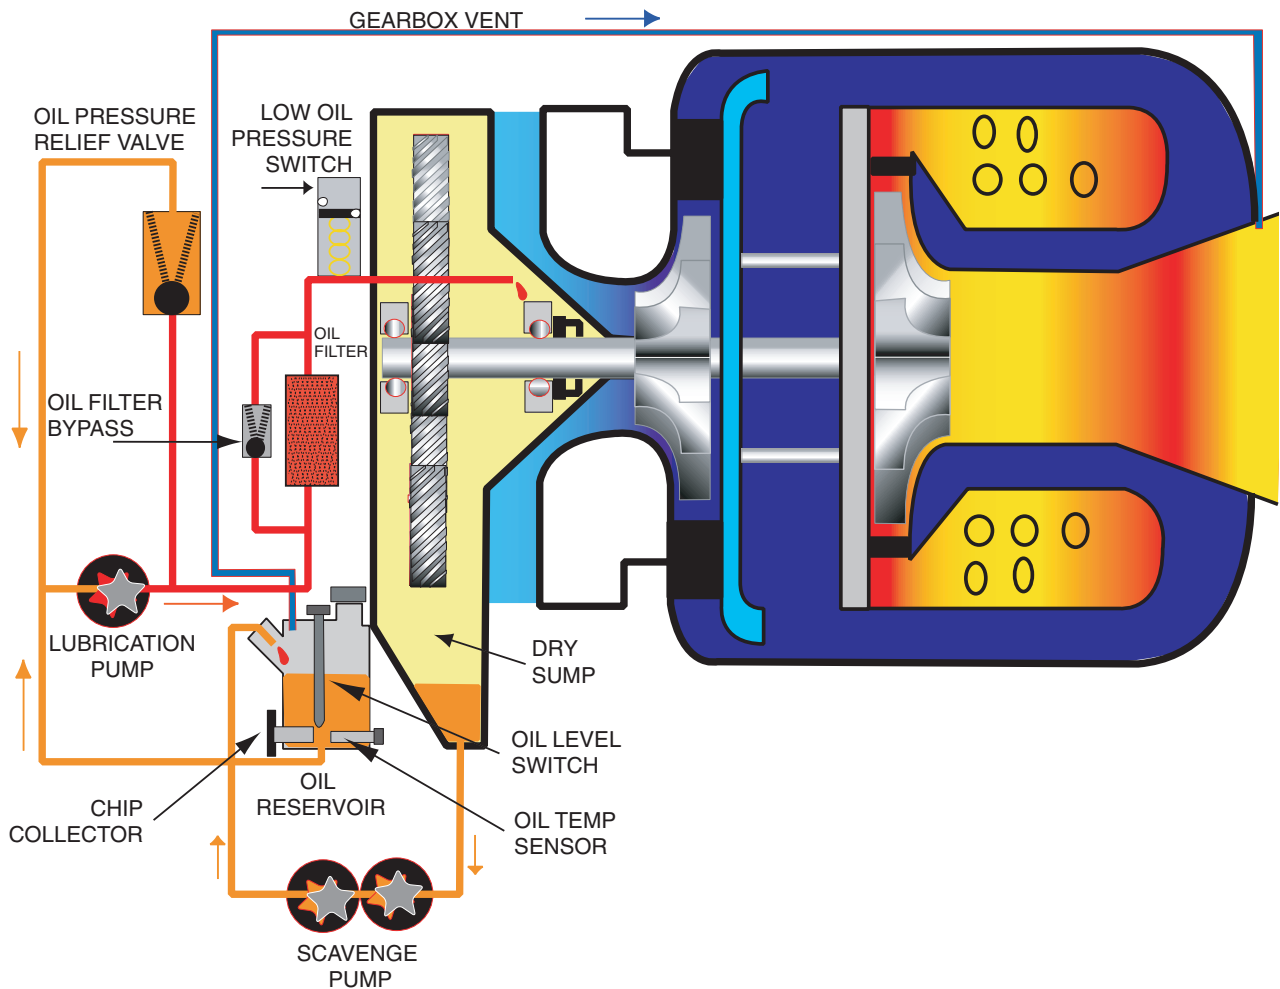 GEARBOX VENT
OIL PRESSURE
RELIEF VALVE
LOW OIL
PRESSURE
SWITCH
OIL
FILTER
OIL FILTER
BYPASS
LUBRICATION
PUMP
DRY
SUMP
OIL LEVEL
SWITCH
OIL
RESERVOIR
CHIP
COLLECTOR
OIL TEMP
SENSOR
SCAVENGE
PUMP